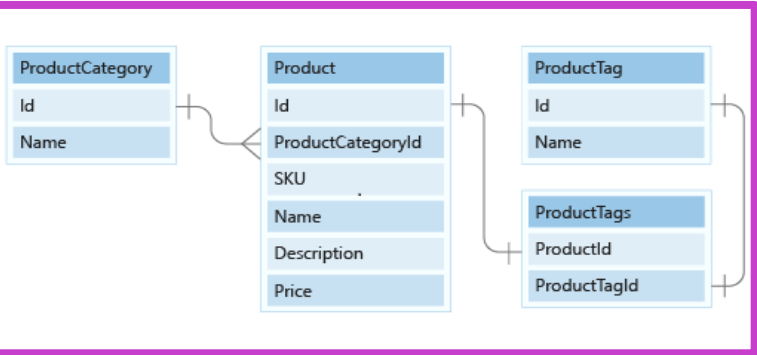 ProductCategory
Id
Name
Product
Id
ProductCategoryId
SKU
Name
Description
Price
ProductTag
Id
Name
ProductTags
ProductId
ProductTagId